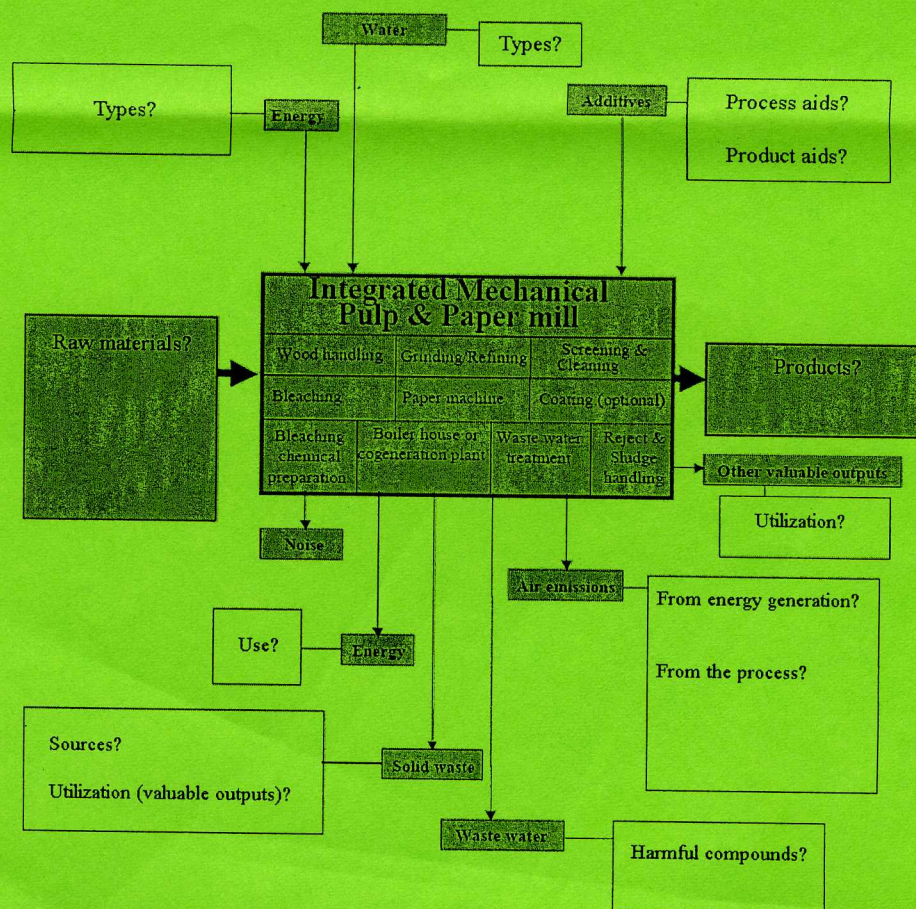 Water
Types?
Types?
Energy
Additives
Process aids?
Product aids?
Integrated Mechanical
Pulp & Paper mill
Raw materials?
Wood handling
Grinding/Refining
Screening &
Cleaning
Products?
Bleaching
Paper machine
Coating (optional)
Bleaching
chemical
preparation
Boiler house or
cogeneration plant
Waste water
treatment
Reject &
Sludge
handling
Other valuable outputs
Utilization?
Noise
Air emissions
From energy generation?
From the process?
Use?
Energy
Sources?
Utilization (valuable outputs)?
Solid waste
Waste water
Harmful compounds?